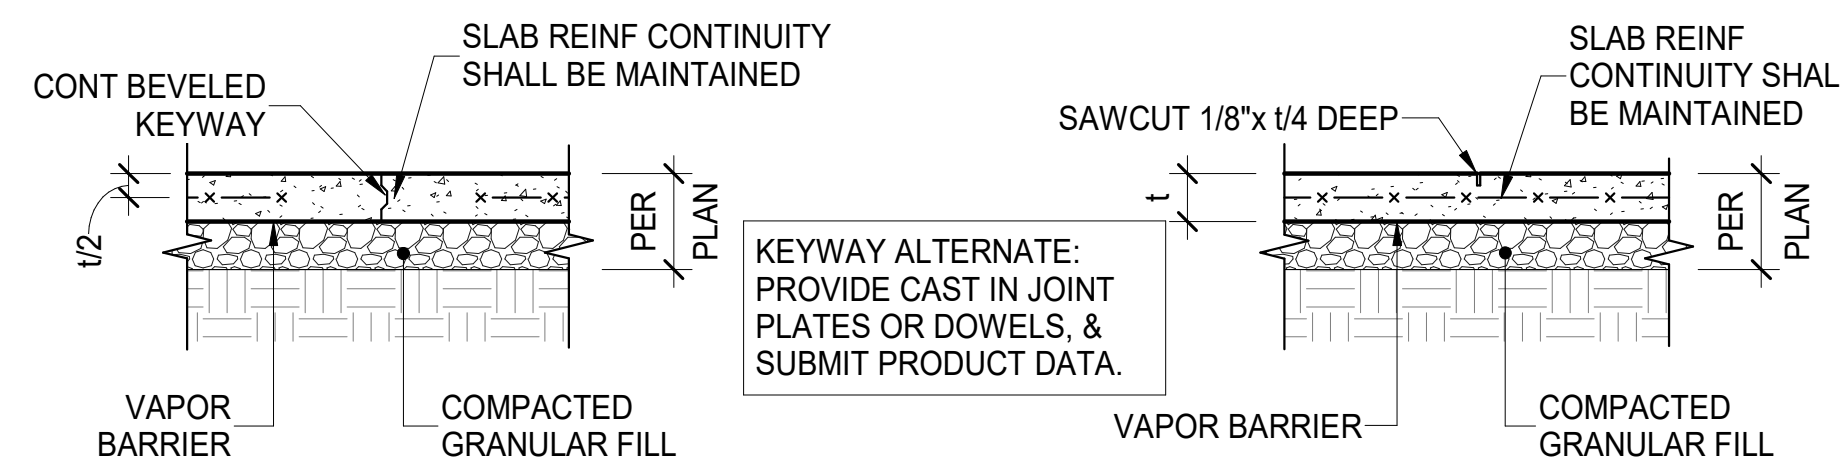 SLAB REINF CONTINUITY
SHALL BE MAINTAINED
CONT BEVELED
KEYWAY
t/2
PER
PLAN
VAPOR
BARRIER
COMPACTED
GRANULAR FILL
KEYWAY ALTERNATE:
PROVIDE CAST IN JOINT
PLATES OR DOWELS, &
SUBMIT PRODUCT DATA.
SLAB REINF
CONTINUITY SHAL
BE MAINTAINED
SAWCUT 1/8"x t/4 DEEP
t
PER
PLAN
VAPOR BARRIER
COMPACTED
GRANULAR FILL